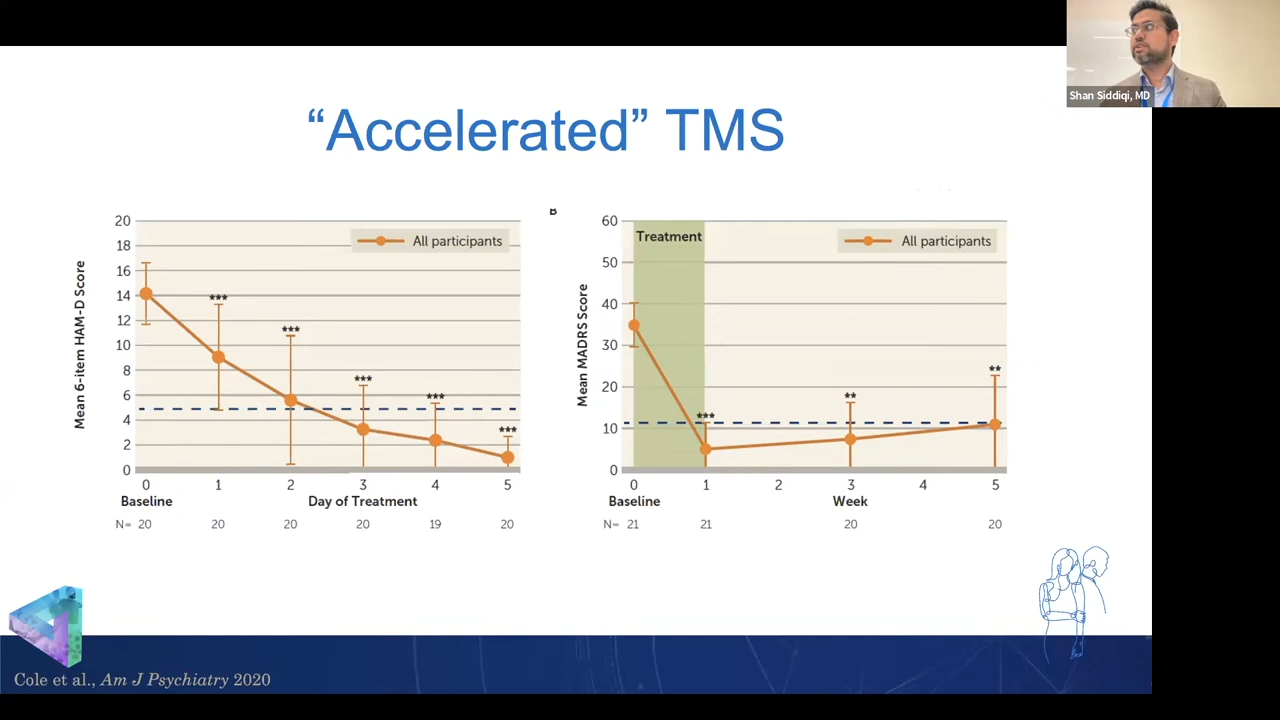 Shan Siddiqi, MD
“Accelerated” TMS
20
18
16
14
12
10
8
6
4
2
0
Mean 6-item HAM-D Score
All participants
***
***
***
***
***
0 1 2 3 4 5
Baseline Day of Treatment
N= 20 20 20 20 19 20
B
60
50
40
30
20
10
0
Mean MADRS Score
Treatment
All participants
***
**
**
0 1 2 3 4 5
Baseline Week
N= 21 21 20 20
Cole et al., Am J Psychiatry 2020